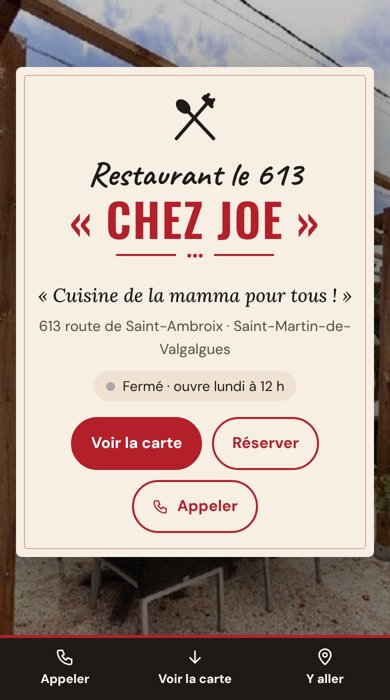 Restaurant le 613
« CHEZ JOE »
« Cuisine de la mamma pour tous ! »
613 route de Saint-Ambroix · Saint-Martin-de-
Valgalgues
Fermé · ouvre lundi à 12 h
Voir la carte
Réserver
Appeler
Appeler
Voir la carte
Y aller